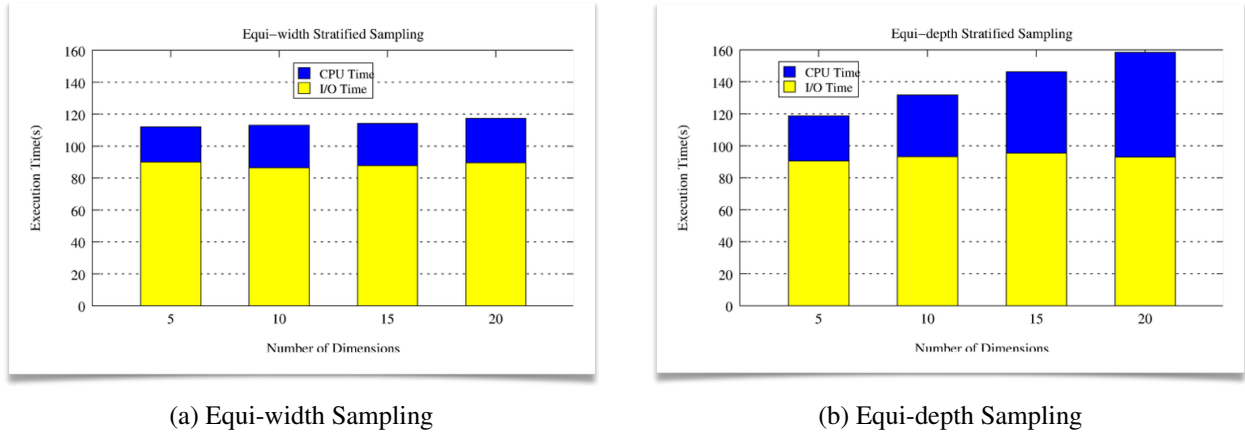 Equi-width Stratified Sampling
160
140
120
100
80
60
40
20
0
Execution Time(s)
CPU Time
I/O Time
5 10 15 20
Number of Dimensions
(a) Equi-width Sampling
Equi-depth Stratified Sampling
160
140
120
100
80
60
40
20
0
Execution Time(s)
CPU Time
I/O Time
5 10 15 20
Number of Dimensions
(b) Equi-depth Sampling